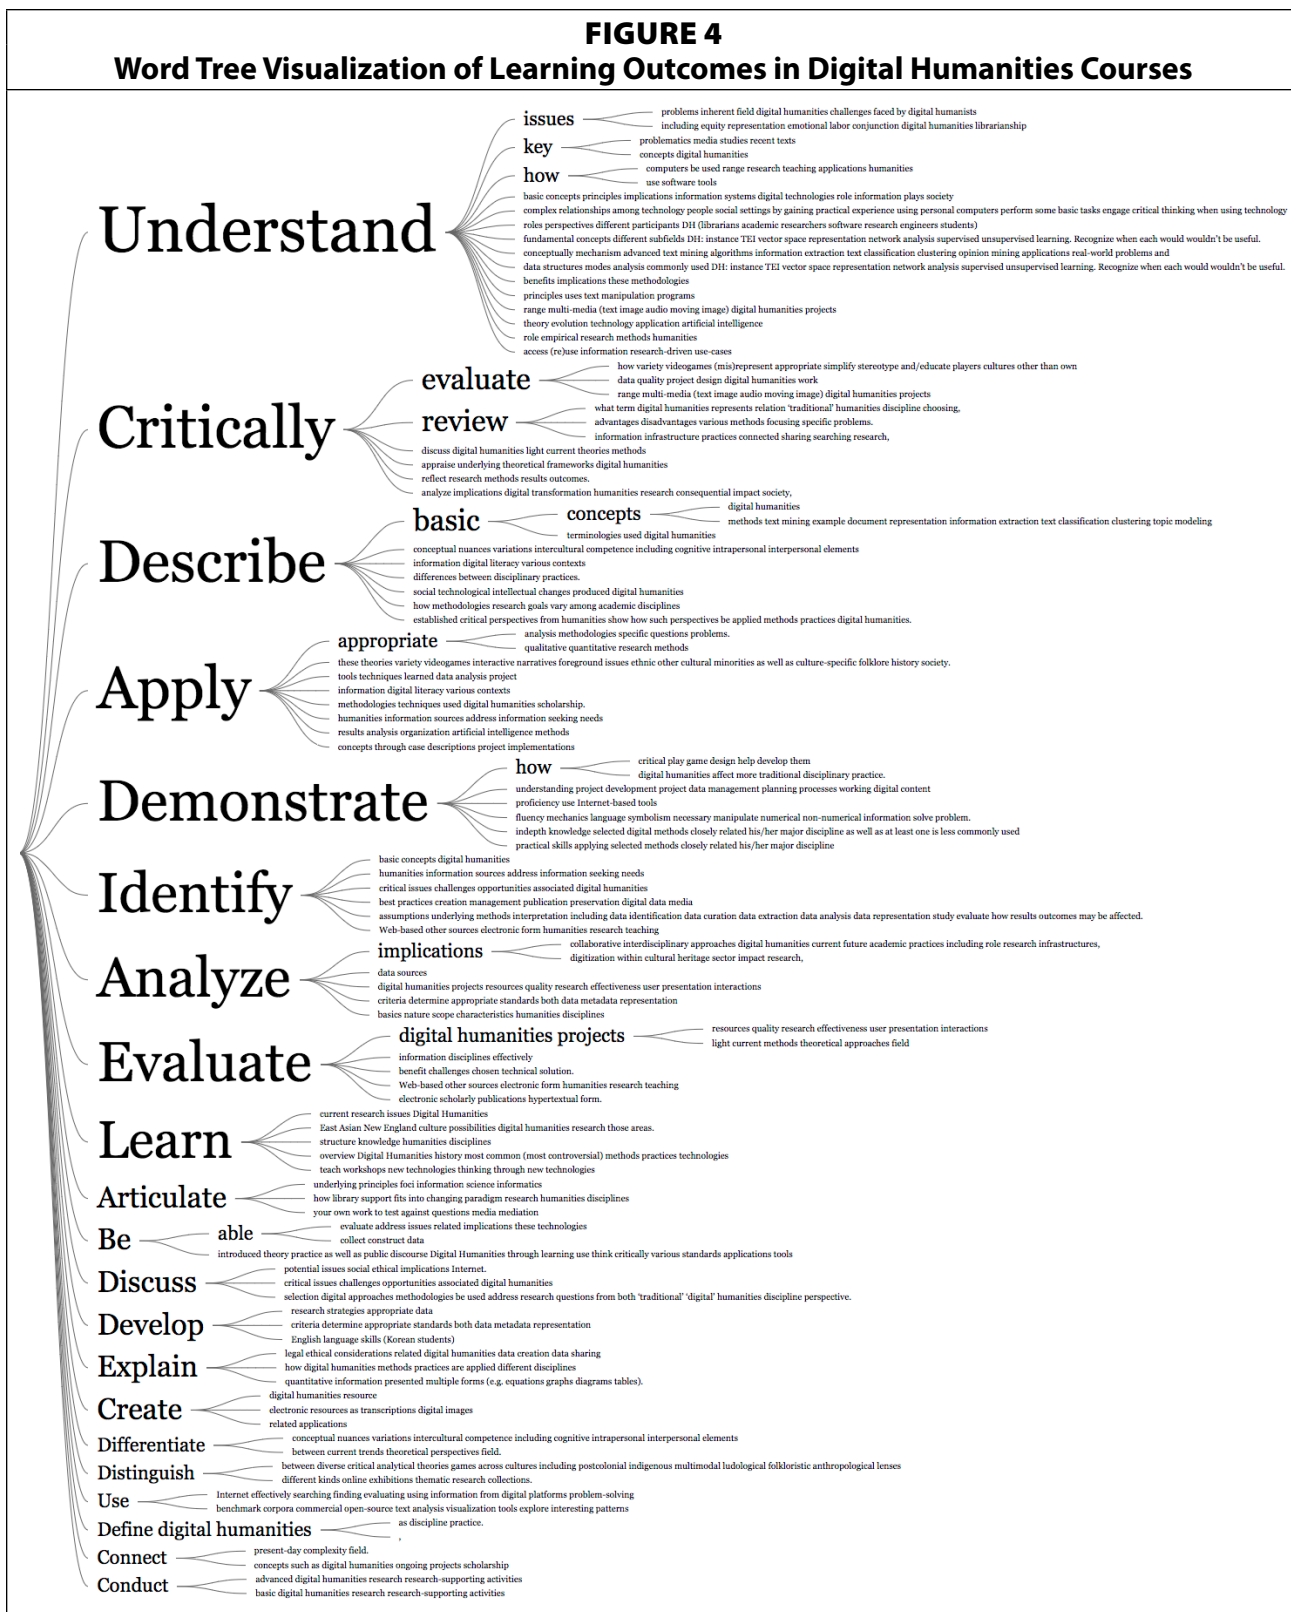 FIGURE 4
Word Tree Visualization of Learning Outcomes in Digital Humanities Courses
Understand
issues
problems inherent field digital humanities challenges faced by digital humanists
including equity representation emotional labor conjunction digital humanities librarianship
key
problematics media studies recent texts
concepts digital humanities
how
computers be used range research teaching applications humanities
use software tools
basic concepts principles implications information systems digital technologies role information plays society
complex relationships among technology people social settings by gaining practical experience using personal computers perform some basic tasks engage critical thinking when using technology
roles perspectives different participants DH (librarians academic researchers software research engineers students)
fundamental concepts different subfields DH: instance TEI vector space representation network analysis supervised unsupervised learning. Recognize when each would wouldn't be useful.
conceptually mechanism advanced text mining algorithms information extraction text classification clustering opinion mining applications real-world problems and
data structures modes analysis commonly used DH: instance TEI vector space representation network analysis supervised unsupervised learning. Recognize when each would wouldn't be useful.
benefits implications these methodologies
principles uses text manipulation programs
range multi-media (text image audio moving image) digital humanities projects
theory evolution technology application artificial intelligence
role empirical research methods humanities
access (re)use information research-driven use-cases
Critically
evaluate
how variety videogames (mis)represent appropriate simplify stereotype and/educate players cultures other than own
data quality project design digital humanities work
range multi-media (text image audio moving image) digital humanities projects
review
what term digital humanities represents relation 'traditional' humanities discipline choosing,
advantages disadvantages various methods focusing specific problems.
information infrastructure practices connected sharing searching research,
discuss digital humanities light current theories methods
appraise underlying theoretical frameworks digital humanities
reflect research methods results outcomes.
analyze implications digital transformation humanities research consequential impact society,
Describe
basic
concepts
digital humanities
methods text mining example document representation information extraction text classification clustering topic modeling
terminologies used digital humanities
conceptual nuances variations intercultural competence including cognitive intrapersonal interpersonal elements
information digital literacy various contexts
differences between disciplinary practices.
social technological intellectual changes produced digital humanities
how methodologies research goals vary among academic disciplines
established critical perspectives from humanities show how such perspectives be applied methods practices digital humanities.
Apply
appropriate
analysis methodologies specific questions problems.
qualitative quantitative research methods
these theories variety videogames interactive narratives foreground issues ethnic other cultural minorities as well as culture-specific folklore history society.
tools techniques learned data analysis project
information digital literacy various contexts
methodologies techniques used digital humanities scholarship.
humanities information sources address information seeking needs
results analysis organization artificial intelligence methods
concepts through case descriptions project implementations
Demonstrate
how
critical play game design help develop them
digital humanities affect more traditional disciplinary practice.
understanding project development project data management planning processes working digital content
proficiency use Internet-based tools
fluency mechanics language symbolism necessary manipulate numerical non-numerical information solve problem.
indepth knowledge selected digital methods closely related his/her major discipline as well as at least one is less commonly used
practical skills applying selected methods closely related his/her major discipline
Identify
basic concepts digital humanities
humanities information sources address information seeking needs
critical issues challenges opportunities associated digital humanities
best practices creation management publication preservation digital data media
assumptions underlying methods interpretation including data identification data curation data extraction data analysis data representation study evaluate how results outcomes may be affected.
Web-based other sources electronic form humanities research teaching
Analyze
implications
collaborative interdisciplinary approaches digital humanities current future academic practices including role research infrastructures,
digitization within cultural heritage sector impact research,
data sources
digital humanities projects resources quality research effectiveness user presentation interactions
criteria determine appropriate standards both data metadata representation
basics nature scope characteristics humanities disciplines
Evaluate
digital humanities projects
resources quality research effectiveness user presentation interactions
light current methods theoretical approaches field
information disciplines effectively
benefit challenges chosen technical solution.
Web-based other sources electronic form humanities research teaching
electronic scholarly publications hypertextual form.
Learn
current research issues Digital Humanities
East Asian New England culture possibilities digital humanities research those areas.
structure knowledge humanities disciplines
overview Digital Humanities history most common (most controversial) methods practices technologies
teach workshops new technologies thinking through new technologies
Articulate
underlying principles foci information science informatics
how library support fits into changing paradigm research humanities disciplines
your own work to test against questions media mediation
Be
able
evaluate address issues related implications these technologies
collect construct data
introduced theory practice as well as public discourse Digital Humanities through learning use think critically various standards applications tools
Discuss
potential issues social ethical implications Internet.
critical issues challenges opportunities associated digital humanities
selection digital approaches methodologies be used address research questions from both 'traditional' 'digital' humanities discipline perspective.
Develop
research strategies appropriate data
criteria determine appropriate standards both data metadata representation
English language skills (Korean students)
Explain
legal ethical considerations related digital humanities data creation data sharing
how digital humanities methods practices are applied different disciplines
quantitative information presented multiple forms (e.g. equations graphs diagrams tables).
Create
digital humanities resource
electronic resources as transcriptions digital images
related applications
Differentiate
conceptual nuances variations intercultural competence including cognitive intrapersonal interpersonal elements
between current trends theoretical perspectives field.
Distinguish
between diverse critical analytical theories games across cultures including postcolonial indigenous multimodal ludological folkloristic anthropological lenses
different kinds online exhibitions thematic research collections.
Use
Internet effectively searching finding evaluating using information from digital platforms problem-solving
benchmark corpora commercial open-source text analysis visualization tools explore interesting patterns
Define digital humanities
as discipline practice.
,
Connect
present-day complexity field.
concepts such as digital humanities ongoing projects scholarship
Conduct
advanced digital humanities research research-supporting activities
basic digital humanities research research-supporting activities